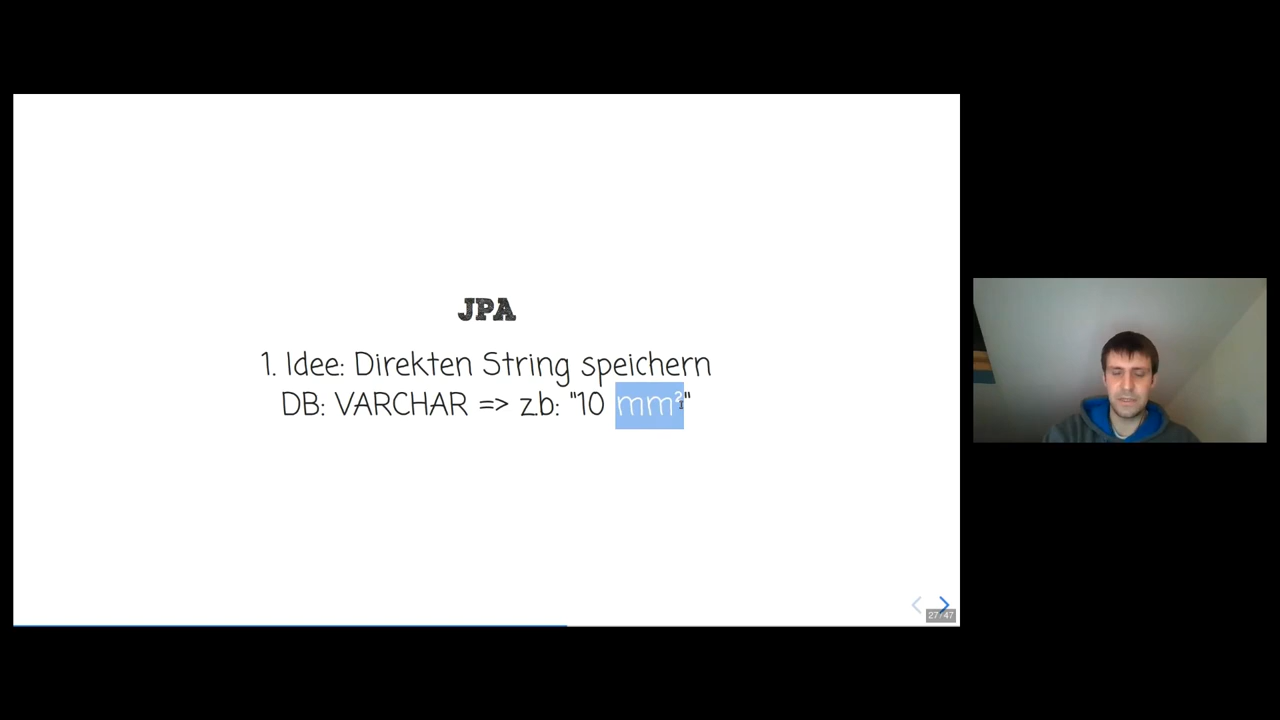 JPA
1. Idee: Direkten String speichern
DB: VARCHAR => z.b: "10 mm²"
27/47